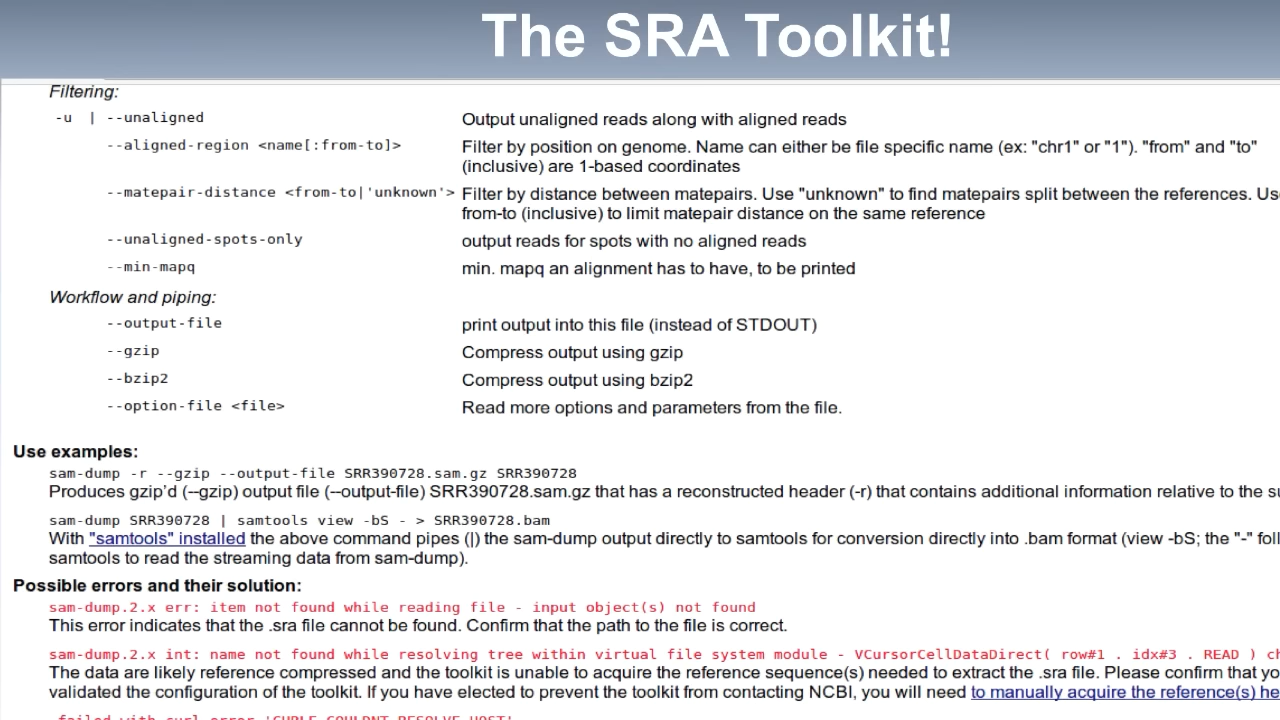 The SRA Toolkit!
Filtering:
-u | --unaligned Output unaligned reads along with aligned reads
--aligned-region <name[:from-to]> Filter by position on genome. Name can either be file specific name (ex: "chr1" or "1"). "from" and "to"
(inclusive) are 1-based coordinates
--matepair-distance <from-to|'unknown'> Filter by distance between matepairs. Use "unknown" to find matepairs split between the references. Us
from-to (inclusive) to limit matepair distance on the same reference
--unaligned-spots-only output reads for spots with no aligned reads
--min-mapq min. mapq an alignment has to have, to be printed
Workflow and piping:
--output-file print output into this file (instead of STDOUT)
--gzip Compress output using gzip
--bzip2 Compress output using bzip2
--option-file <file> Read more options and parameters from the file.
Use examples:
sam-dump -r --gzip --output-file SRR390728.sam.gz SRR390728
Produces gzip'd (--gzip) output file (--output-file) SRR390728.sam.gz that has a reconstructed header (-r) that contains additional information relative to the su
sam-dump SRR390728 | samtools view -bS - > SRR390728.bam
With "samtools" installed the above command pipes (|) the sam-dump output directly to samtools for conversion directly into .bam format (view -bS; the "-" foll
samtools to read the streaming data from sam-dump).
Possible errors and their solution:
sam-dump.2.x err: item not found while reading file - input object(s) not found
This error indicates that the .sra file cannot be found. Confirm that the path to the file is correct.
sam-dump.2.x int: name not found while resolving tree within virtual file system module - VCursorCellDataDirect( row#1 . idx#3 . READ ) ch
The data are likely reference compressed and the toolkit is unable to acquire the reference sequence(s) needed to extract the .sra file. Please confirm that yo
validated the configuration of the toolkit. If you have elected to prevent the toolkit from contacting NCBI, you will need to manually acquire the reference(s) he
failed with curl error 'CURLE_COULDNT_RESOLVE_HOST'